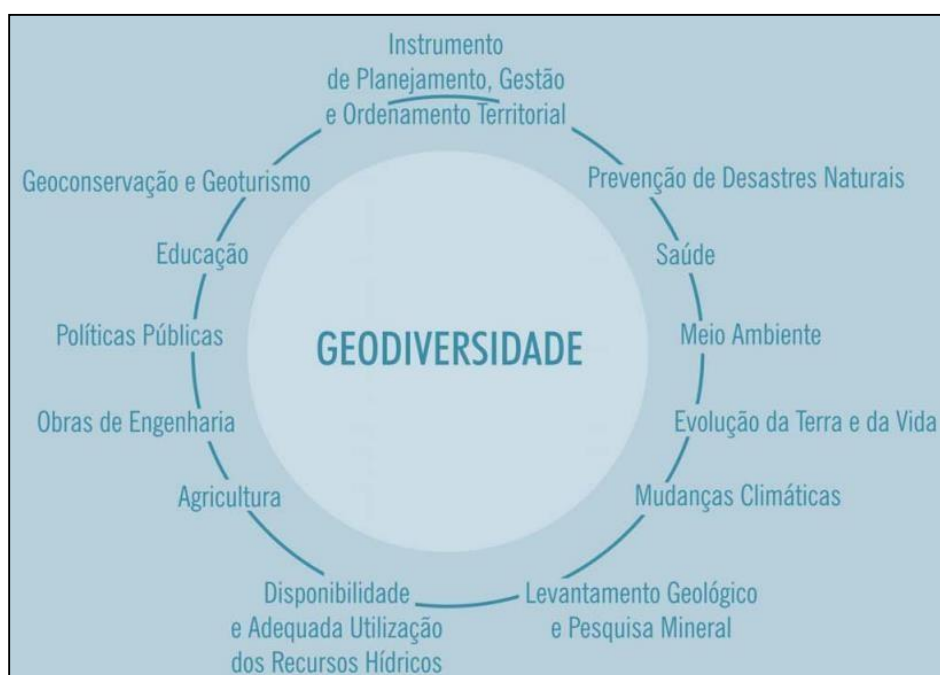 Instrumento
de Planejamento, Gestão
e Ordenamento Territorial
Geoconservação e Geoturismo
Prevenção de Desastres Naturais
Educação
Saúde
Políticas Públicas
GEODIVERSIDADE
Meio Ambiente
Obras de Engenharia
Evolução da Terra e da Vida
Agricultura
Mudanças Climáticas
Disponibilidade
e Adequada Utilização
dos Recursos Hídricos
Levantamento Geológico
e Pesquisa Mineral